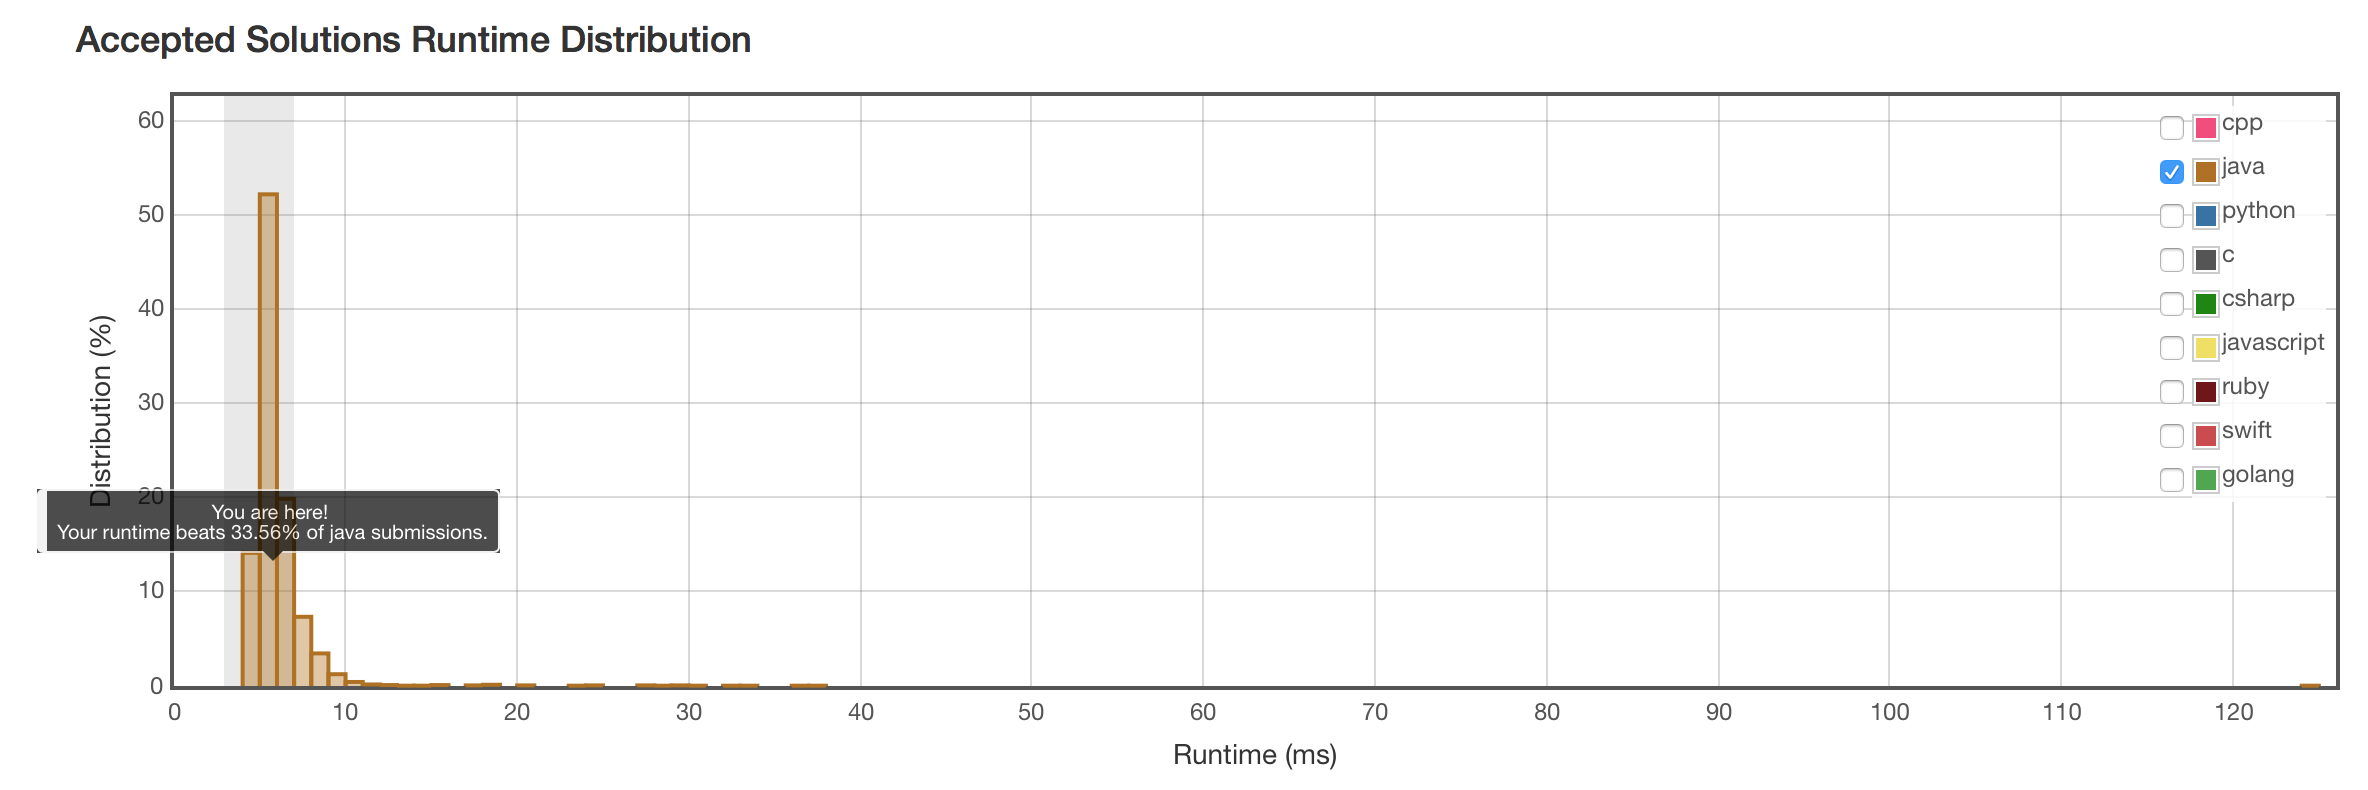 Accepted Solutions Runtime Distribution
Distribution (%)
60
50
40
30
20
10
0
You are here!
Your runtime beats 33.56% of java submissions.
cpp
java
python
c
csharp
javascript
ruby
swift
golang
0 10 20 30 40 50 60 70 80 90 100 110 120
Runtime (ms)